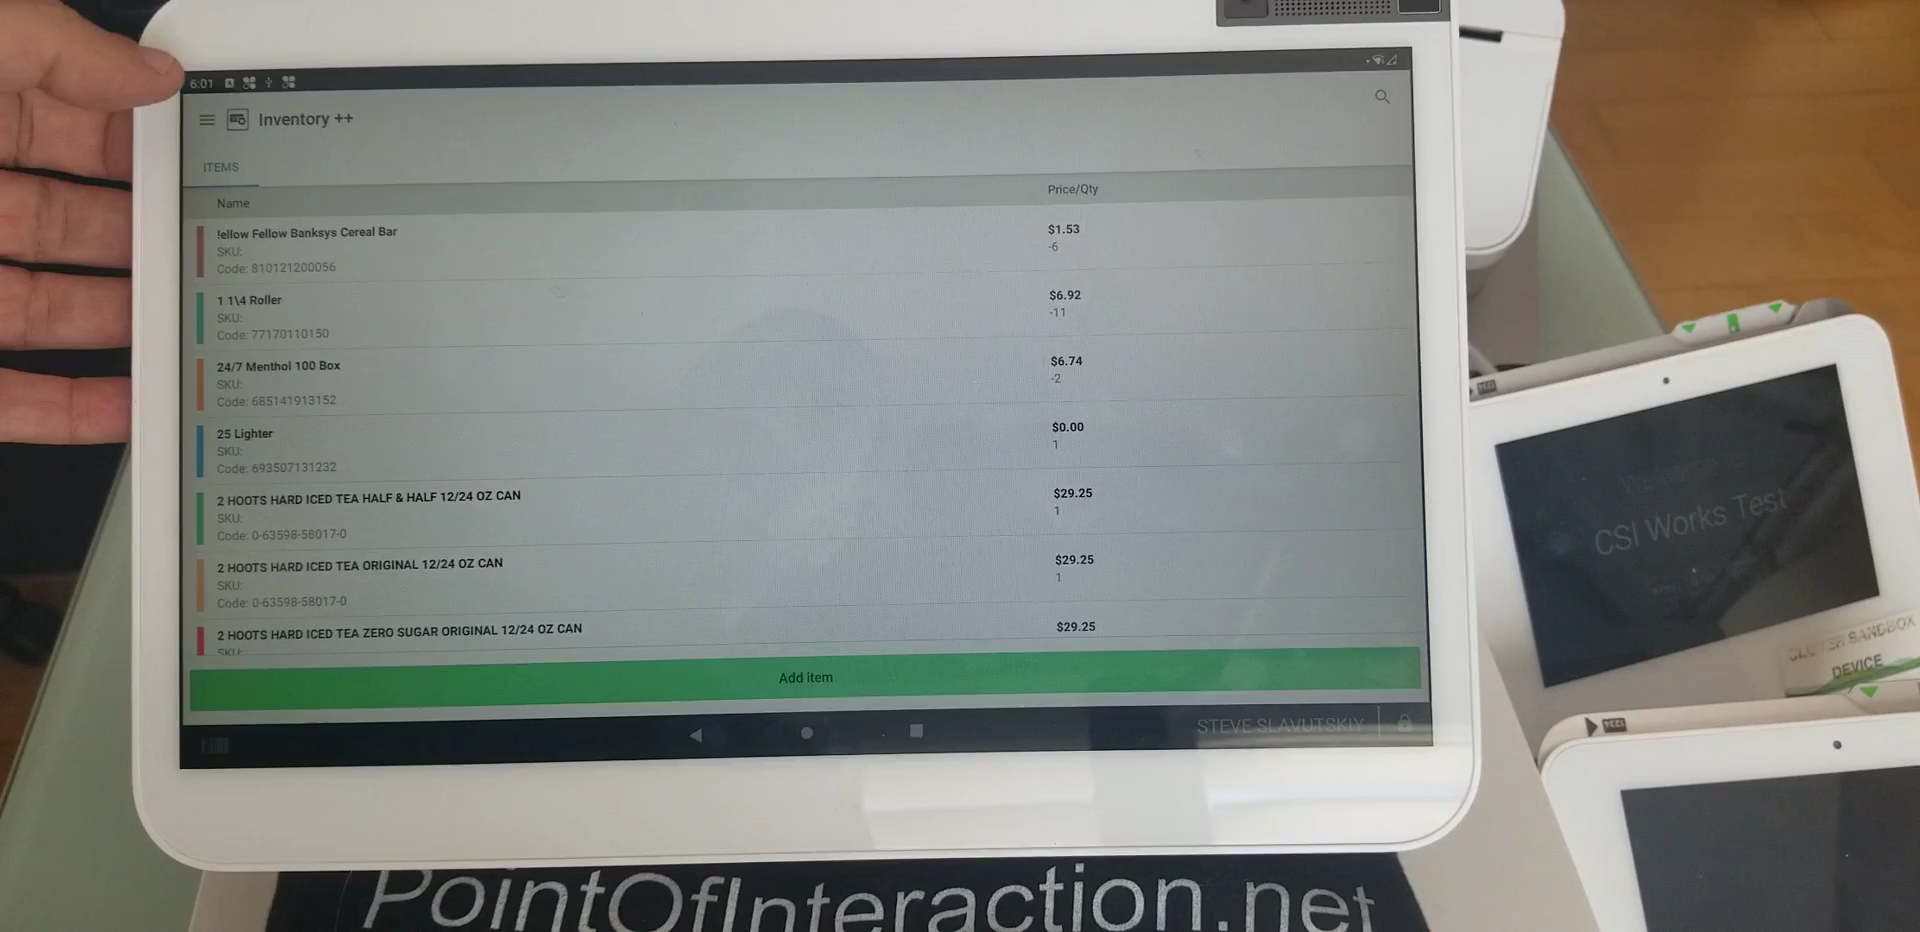 6:01
Inventory ++
ITEMS
Name Price/Qty
!ellow Fellow Banksys Cereal Bar $1.53
SKU: -6
Code: 810121200056
1 1\4 Roller $6.92
SKU: -11
Code: 77170110150
24/7 Menthol 100 Box $6.74
SKU: -2
Code: 685141913152
25 Lighter $0.00
SKU: 1
Code: 693507131232
2 HOOTS HARD ICED TEA HALF & HALF 12/24 OZ CAN $29.25
SKU: 1
Code: 0-63598-58017-0
2 HOOTS HARD ICED TEA ORIGINAL 12/24 OZ CAN $29.25
SKU: 1
Code: 0-63598-58017-0
2 HOOTS HARD ICED TEA ZERO SUGAR ORIGINAL 12/24 OZ CAN $29.25
SKU:
Add item
STEVE SLAVUTSKIY
CSI Works Test
CLOVER SANDBOX
DEVICE
PointOfInteraction.net